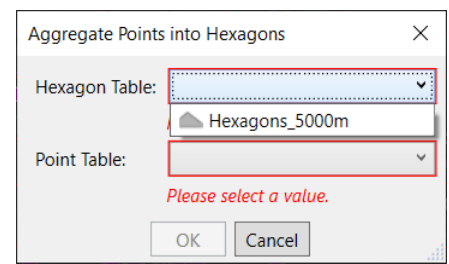 Aggregate Points into Hexagons
Hexagon Table:
Hexagons_5000m
Point Table:
Please select a value.
OK Cancel